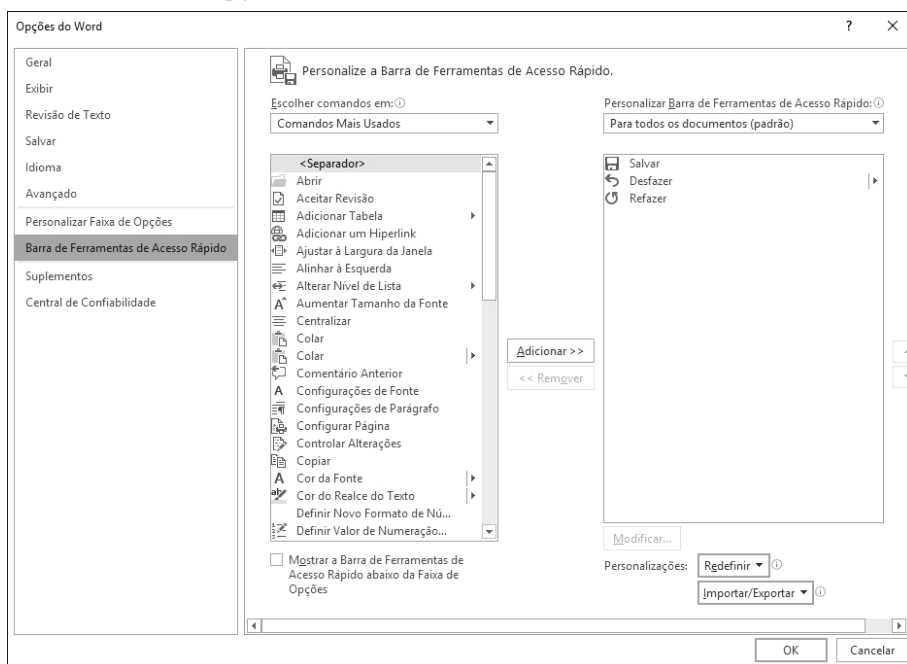 Opções do Word
?
Geral
Exibir
Revisão de Texto
Salvar
Idioma
Avançado
Personalizar Faixa de Opções
Barra de Ferramentas de Acesso Rápido
Suplementos
Central de Confiabilidade
Personalize a Barra de Ferramentas de Acesso Rápido.
Escolher comandos em:
Comandos Mais Usados
<Separador>
Abrir
Aceitar Revisão
Adicionar Tabela
Adicionar um Hiperlink
Ajustar à Largura da Janela
Alinhar à Esquerda
Alterar Nível de Lista
Aumentar Tamanho da Fonte
Centralizar
Colar
Colar
Comentário Anterior
Configurações de Fonte
Configurações de Parágrafo
Configurar Página
Controlar Alterações
Copiar
Cor da Fonte
Cor do Realce do Texto
Definir Novo Formato de Nú...
Definir Valor de Numeração...
Mostrar a Barra de Ferramentas de
Acesso Rápido abaixo da Faixa de
Opções
Adicionar >>
<< Remover
Personalizar Barra de Ferramentas de Acesso Rápido:
Para todos os documentos (padrão)
Salvar
Desfazer
Refazer
Modificar...
Personalizações:
Redefinir
Importar/Exportar
OK
Cancelar